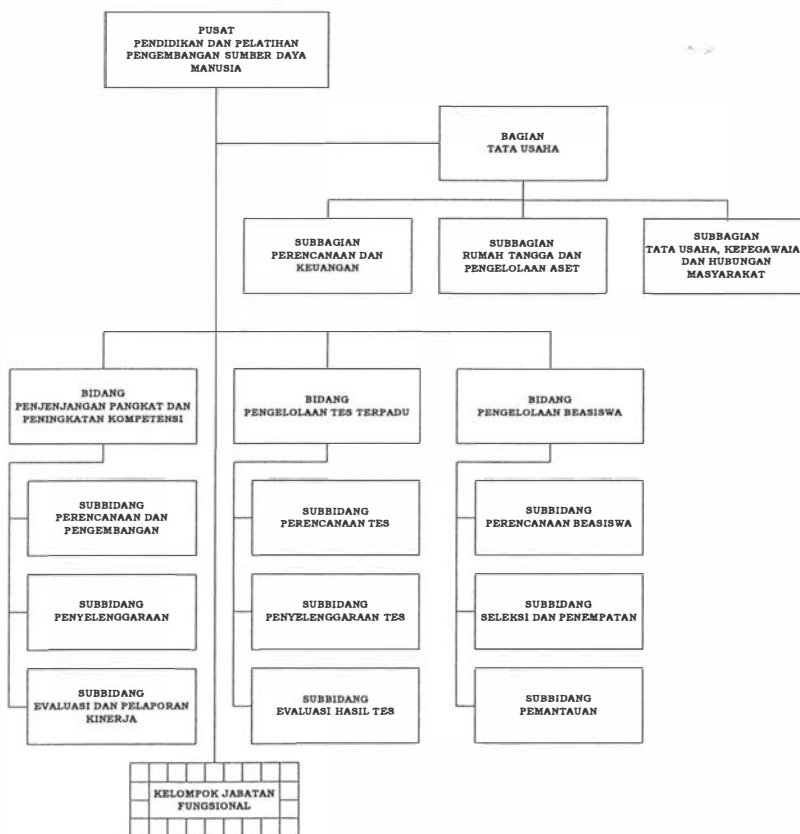 PUSAT
PENDIDIKAN DAN PELATIHAN
PENGEMBANGAN SUMBER DAYA
MANUSIA
BAGIAN
TATA USAHA
SUBBAGIAN
PERENCANAAN DAN
KEUANGAN
SUBBAGIAN
RUMAH TANGGA DAN
PENGELOLAAN ASET
SUBBAGIAN
TATA USAHA, KEPEGAWAIA
DAN HUBUNGAN
MASYARAKAT
BIDANG
PENJENJANGAN PANGKAT DAN
PENINGKATAN KOMPETENSI
BIDANG
PENGELOLAAN TES TERPADU
BIDANG
PENGELOLAAN BEASISWA
SUBBIDANG
PERENCANAAN DAN
PENGEMBANGAN
SUBBIDANG
PERENCANAAN TES
SUBBIDANG
PERENCANAAN BEASISWA
SUBBIDANG
PENYELENGGARAAN
SUBBIDANG
PENYELENGGARAAN TES
SUBBIDANG
SELEKSI DAN PENEMPATAN
SUBBIDANG
EVALUASI DAN PELAPORAN
KINERJA
SUBBIDANG
EVALUASI HASIL TES
SUBBIDANG
PEMANTAUAN
KELOMPOK JABATAN
FUNGSIONAL